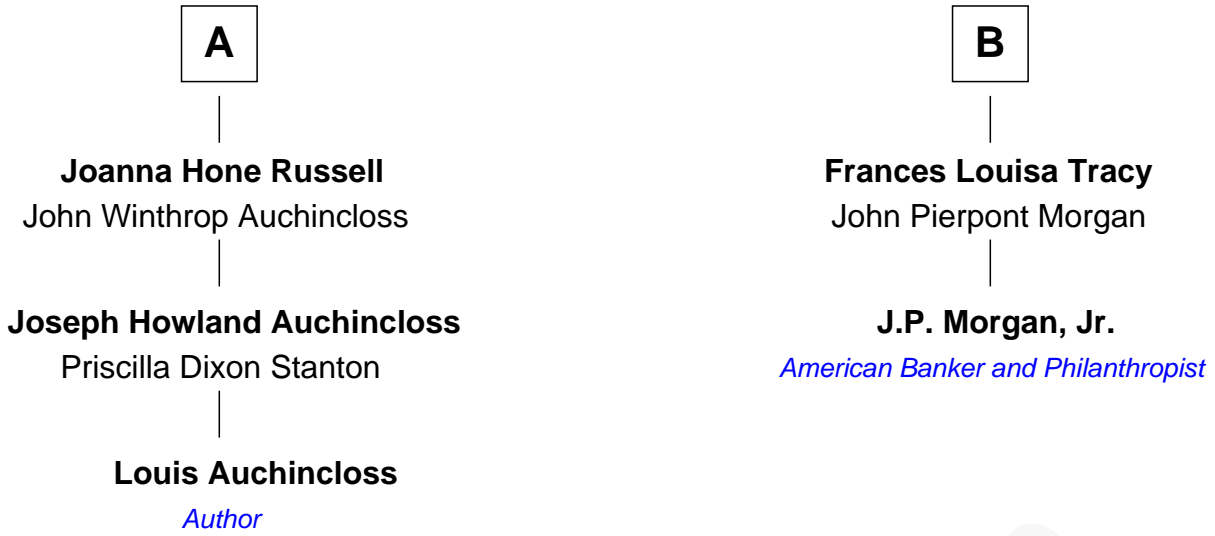 A
Joanna Hone Russell
John Winthrop Auchincloss
Joseph Howland Auchincloss
Priscilla Dixon Stanton
Louis Auchincloss
Author
B
Frances Louisa Tracy
John Pierpont Morgan
J.P. Morgan, Jr.
American Banker and Philanthropist